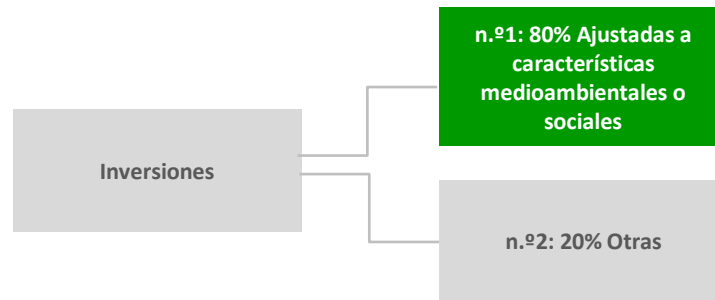 n.º1: 80% Ajustadas a
características
medioambientales o
sociales
Inversiones
n.º2: 20% Otras